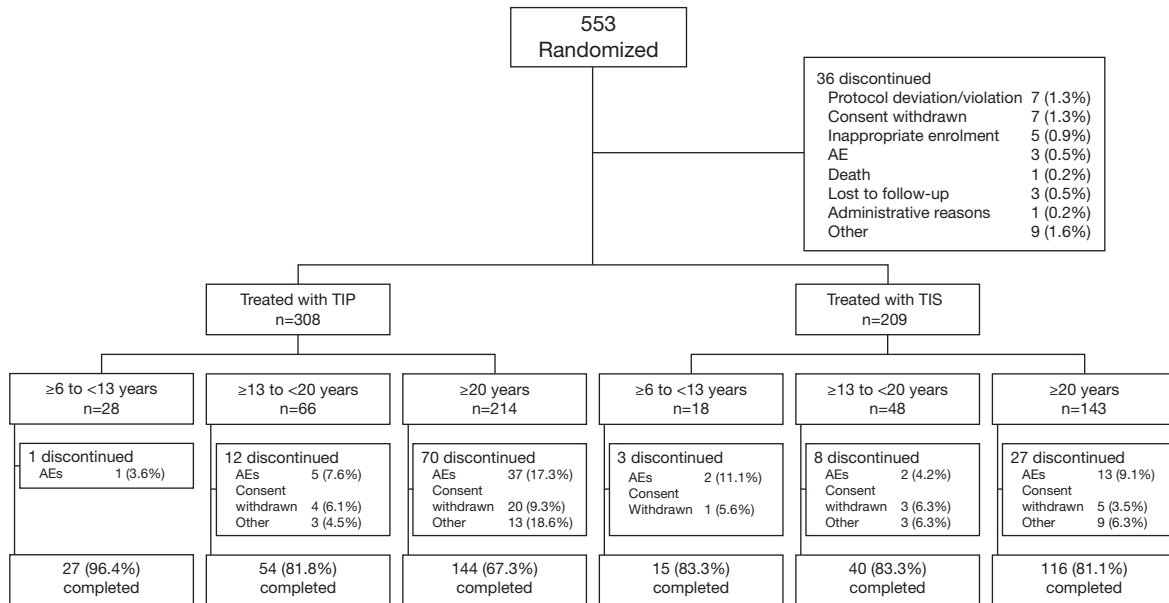 553
Randomized
36 discontinued
Protocol deviation/violation 7 (1.3%)
Consent withdrawn 7 (1.3%)
Inappropriate enrolment 5 (0.9%)
AE 3 (0.5%)
Death 1 (0.2%)
Lost to follow-up 3 (0.5%)
Administrative reasons 1 (0.2%)
Other 9 (1.6%)
Treated with TIP
n=308
Treated with TIS
n=209
≥6 to <13 years
n=28
≥13 to <20 years
n=66
≥20 years
n=214
≥6 to <13 years
n=18
≥13 to <20 years
n=48
≥20 years
n=143
1 discontinued
AEs 1 (3.6%)
12 discontinued
AEs 5 (7.6%)
Consent
withdrawn 4 (6.1%)
Other 3 (4.5%)
70 discontinued
AEs 37 (17.3%)
Consent
withdrawn 20 (9.3%)
Other 13 (18.6%)
3 discontinued
AEs 2 (11.1%)
Consent
Withdrawn 1 (5.6%)
8 discontinued
AEs 2 (4.2%)
Consent
withdrawn 3 (6.3%)
Other 3 (6.3%)
27 discontinued
AEs 13 (9.1%)
Consent
withdrawn 5 (3.5%)
Other 9 (6.3%)
27 (96.4%)
completed
54 (81.8%)
completed
144 (67.3%)
completed
15 (83.3%)
completed
40 (83.3%)
completed
116 (81.1%)
completed